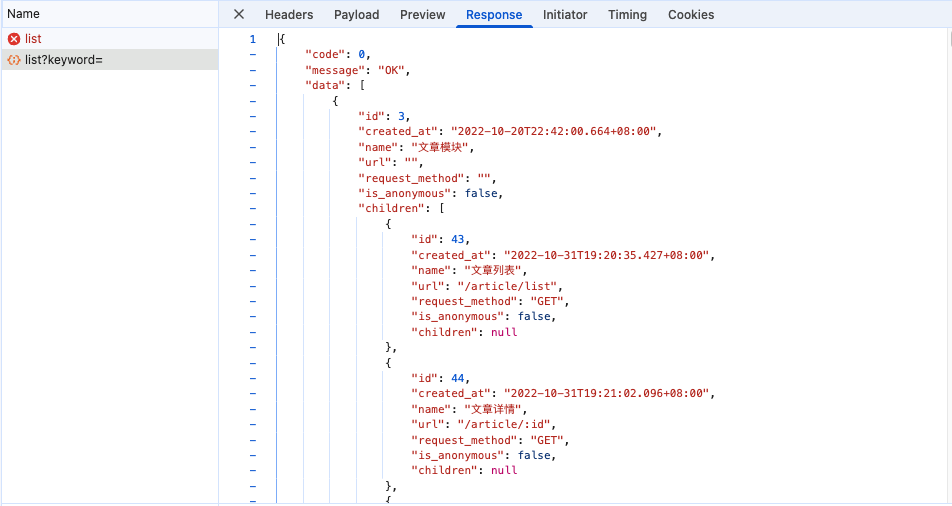 Name
Headers Payload Preview Response Initiator Timing Cookies
list
list?keyword=
1 {
"code": 0,
"message": "OK",
"data": [
{
"id": 3,
"created_at": "2022-10-20T22:42:00.664+08:00",
"name": "文章模块",
"url": "",
"request_method": "",
"is_anonymous": false,
"children": [
{
"id": 43,
"created_at": "2022-10-31T19:20:35.427+08:00",
"name": "文章列表",
"url": "/article/list",
"request_method": "GET",
"is_anonymous": false,
"children": null
},
{
"id": 44,
"created_at": "2022-10-31T19:21:02.096+08:00",
"name": "文章详情",
"url": "/article/:id",
"request_method": "GET",
"is_anonymous": false,
"children": null
},
{